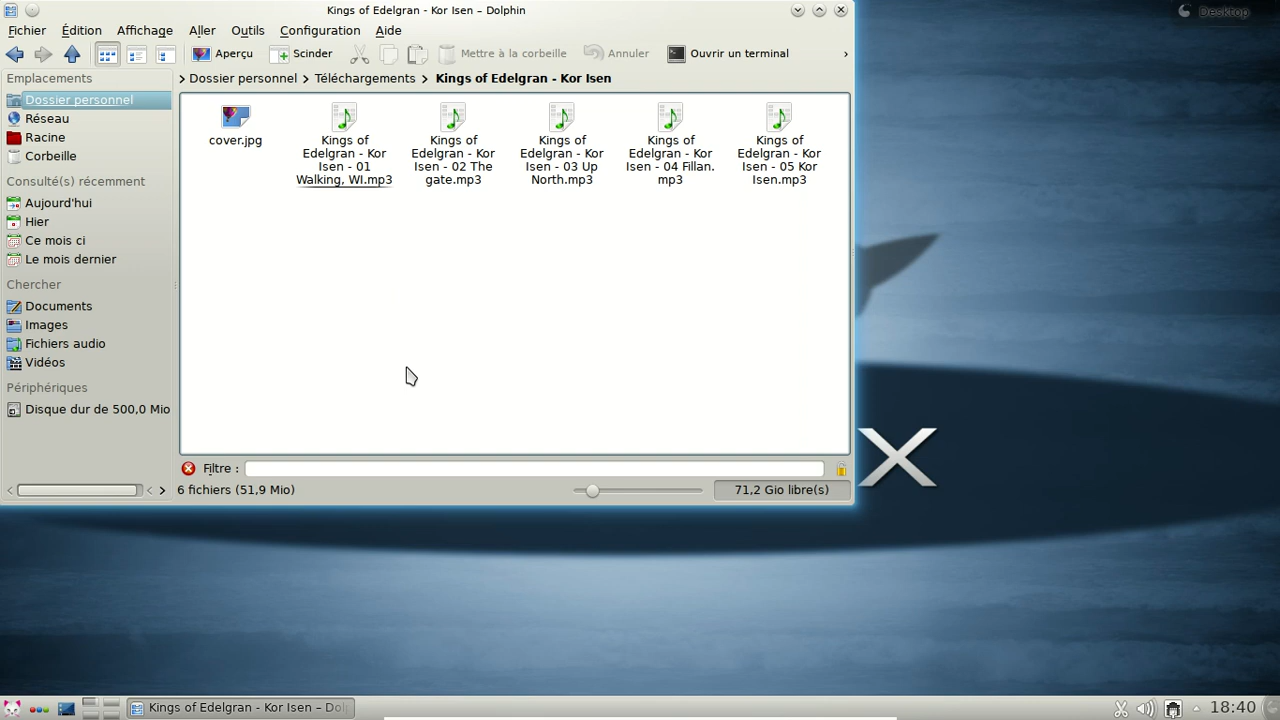 Kings of Edelgran - Kor Isen – Dolphin
Desktop
Fichier Édition Affichage Aller Outils Configuration Aide
Aperçu Scinder Mettre à la corbeille Annuler Ouvrir un terminal
Emplacements
Dossier personnel
Réseau
Racine
Corbeille
Consulté(s) récemment
Aujourd'hui
Hier
Ce mois ci
Le mois dernier
Chercher
Documents
Images
Fichiers audio
Vidéos
Périphériques
Disque dur de 500,0 Mio
Dossier personnel Téléchargements Kings of Edelgran - Kor Isen
cover.jpg
Kings of
Edelgran - Kor
Isen - 01
Walking, WI.mp3
Kings of
Edelgran - Kor
Isen - 02 The
gate.mp3
Kings of
Edelgran - Kor
Isen - 03 Up
North.mp3
Kings of
Edelgran - Kor
Isen - 04 Fillan.
mp3
Kings of
Edelgran - Kor
Isen - 05 Kor
Isen.mp3
Filtre :
6 fichiers (51,9 Mio)
71,2 Gio libre(s)
X
Kings of Edelgran - Kor Isen – Dol
18:40